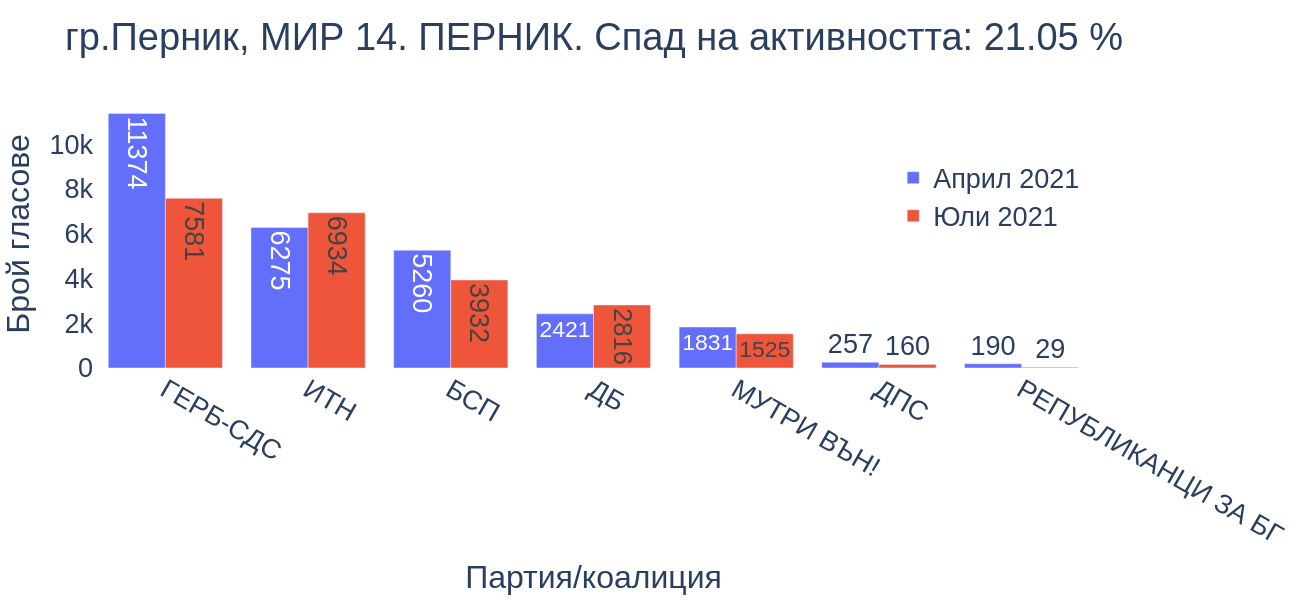 гр.Перник, МИР 14. ПЕРНИК. Спад на активността: 21.05 %
Брой гласове
10k
8k
6k
4k
2k
0
11374
7581
6275
6934
5260
3932
2421
2816
1831
1525
257
160
190
29
Април 2021
Юли 2021
ГЕРБ-СДС
ИТН
БСП
ДБ
МУТРИ ВЪН!
ДПС
РЕПУБЛИКАНЦИ ЗА БГ
Партия/коалиция